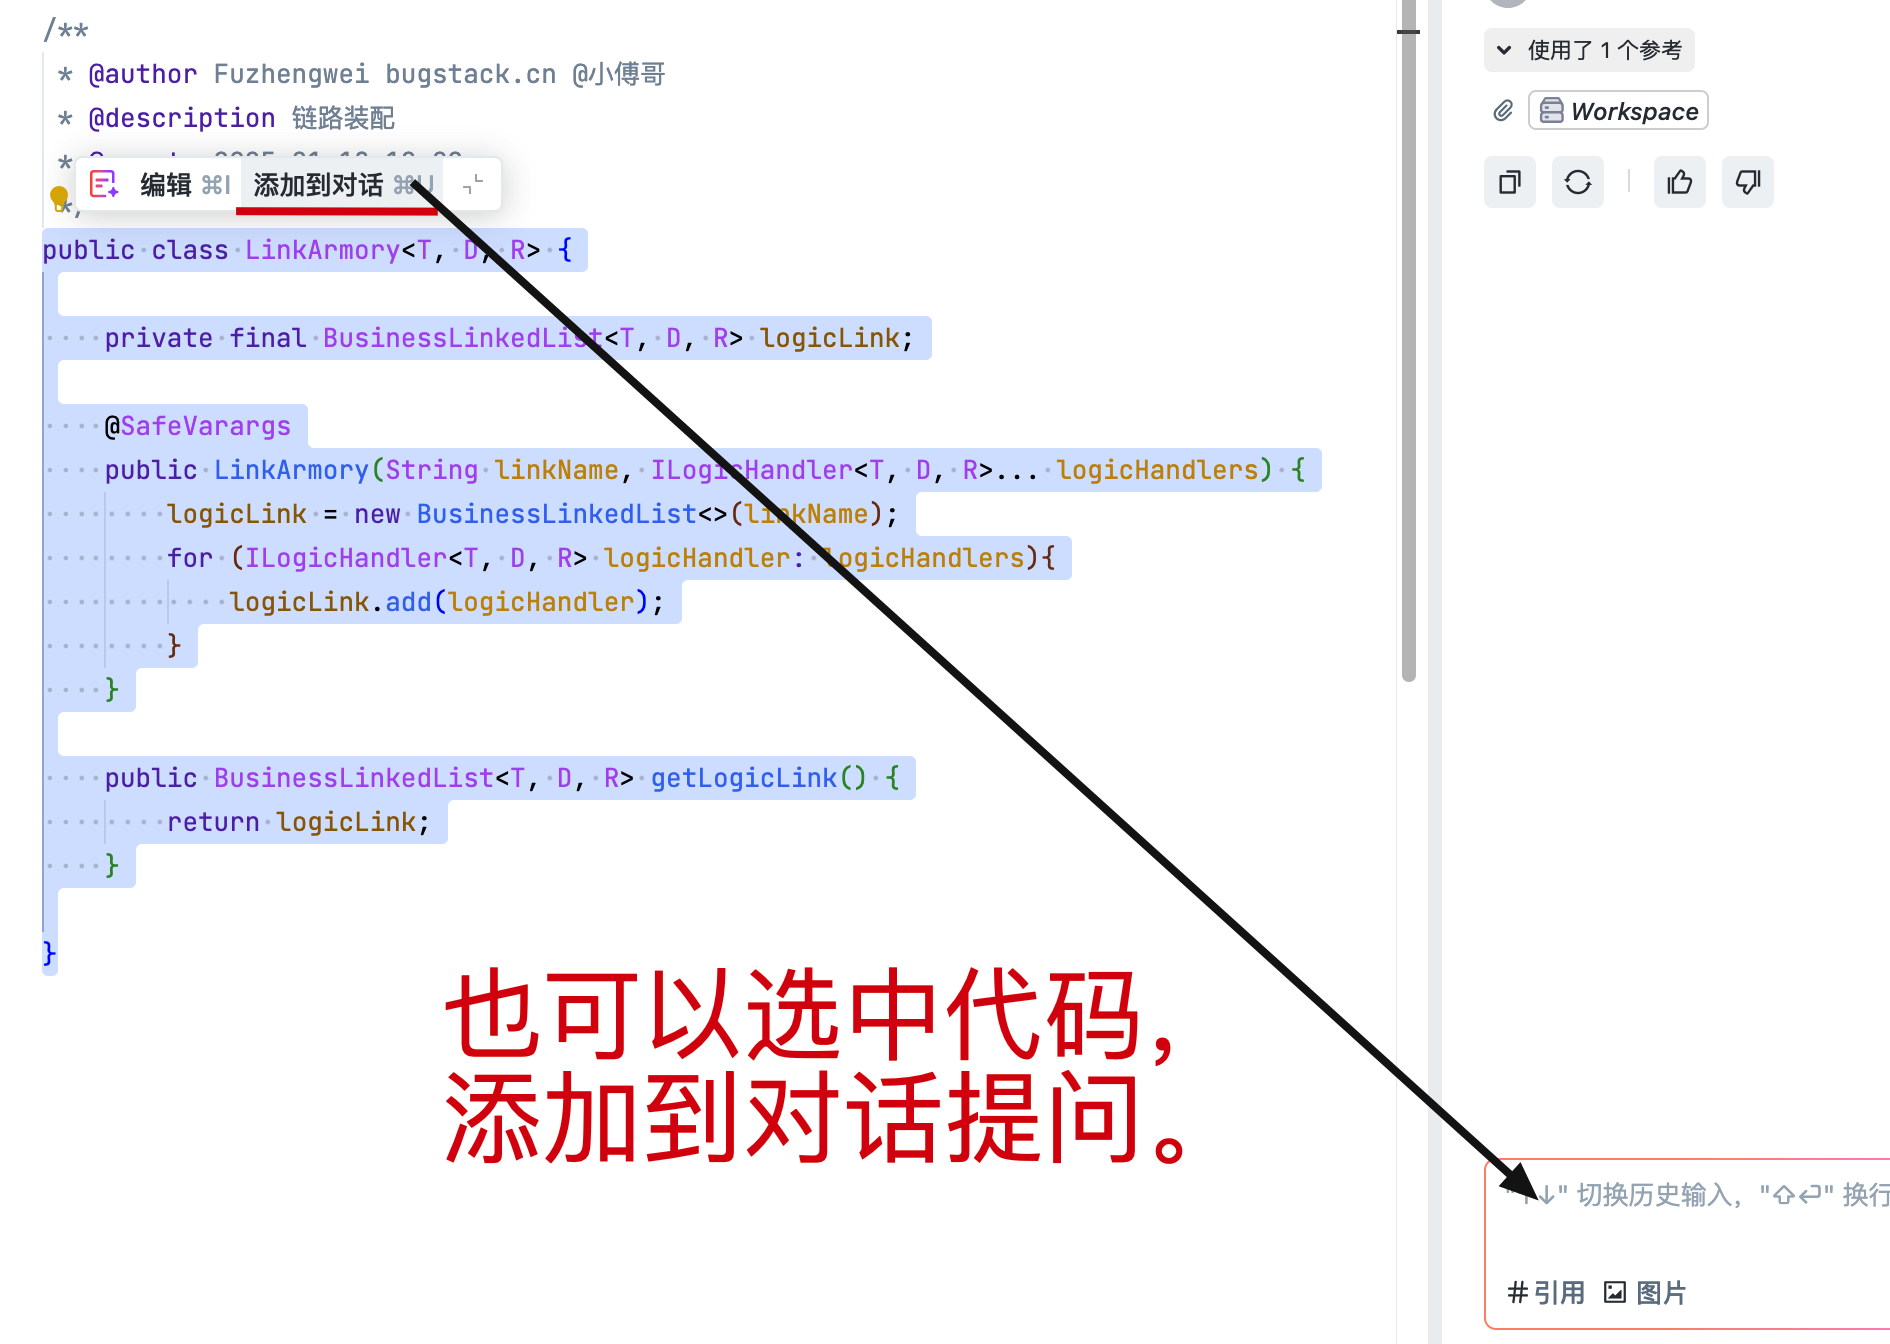 /**
* @author Fuzhengwei bugstack.cn @小傅哥
* @description 链路装配
*
编辑 ⌘I 添加到对话 ⌘U
*/
public class LinkArmory<T, D, R> {
private final BusinessLinkedList<T, D, R> logicLink;
@SafeVarargs
public LinkArmory(String linkName, ILogicHandler<T, D, R>... logicHandlers) {
logicLink = new BusinessLinkedList<>(linkName);
for (ILogicHandler<T, D, R> logicHandler: logicHandlers){
logicLink.add(logicHandler);
}
}
public BusinessLinkedList<T, D, R> getLogicLink() {
return logicLink;
}
}
也可以选中代码，
添加到对话提问。
使用了 1 个参考
Workspace
"↑↓" 切换历史输入，"⇧⏎" 换行
#引用 图片